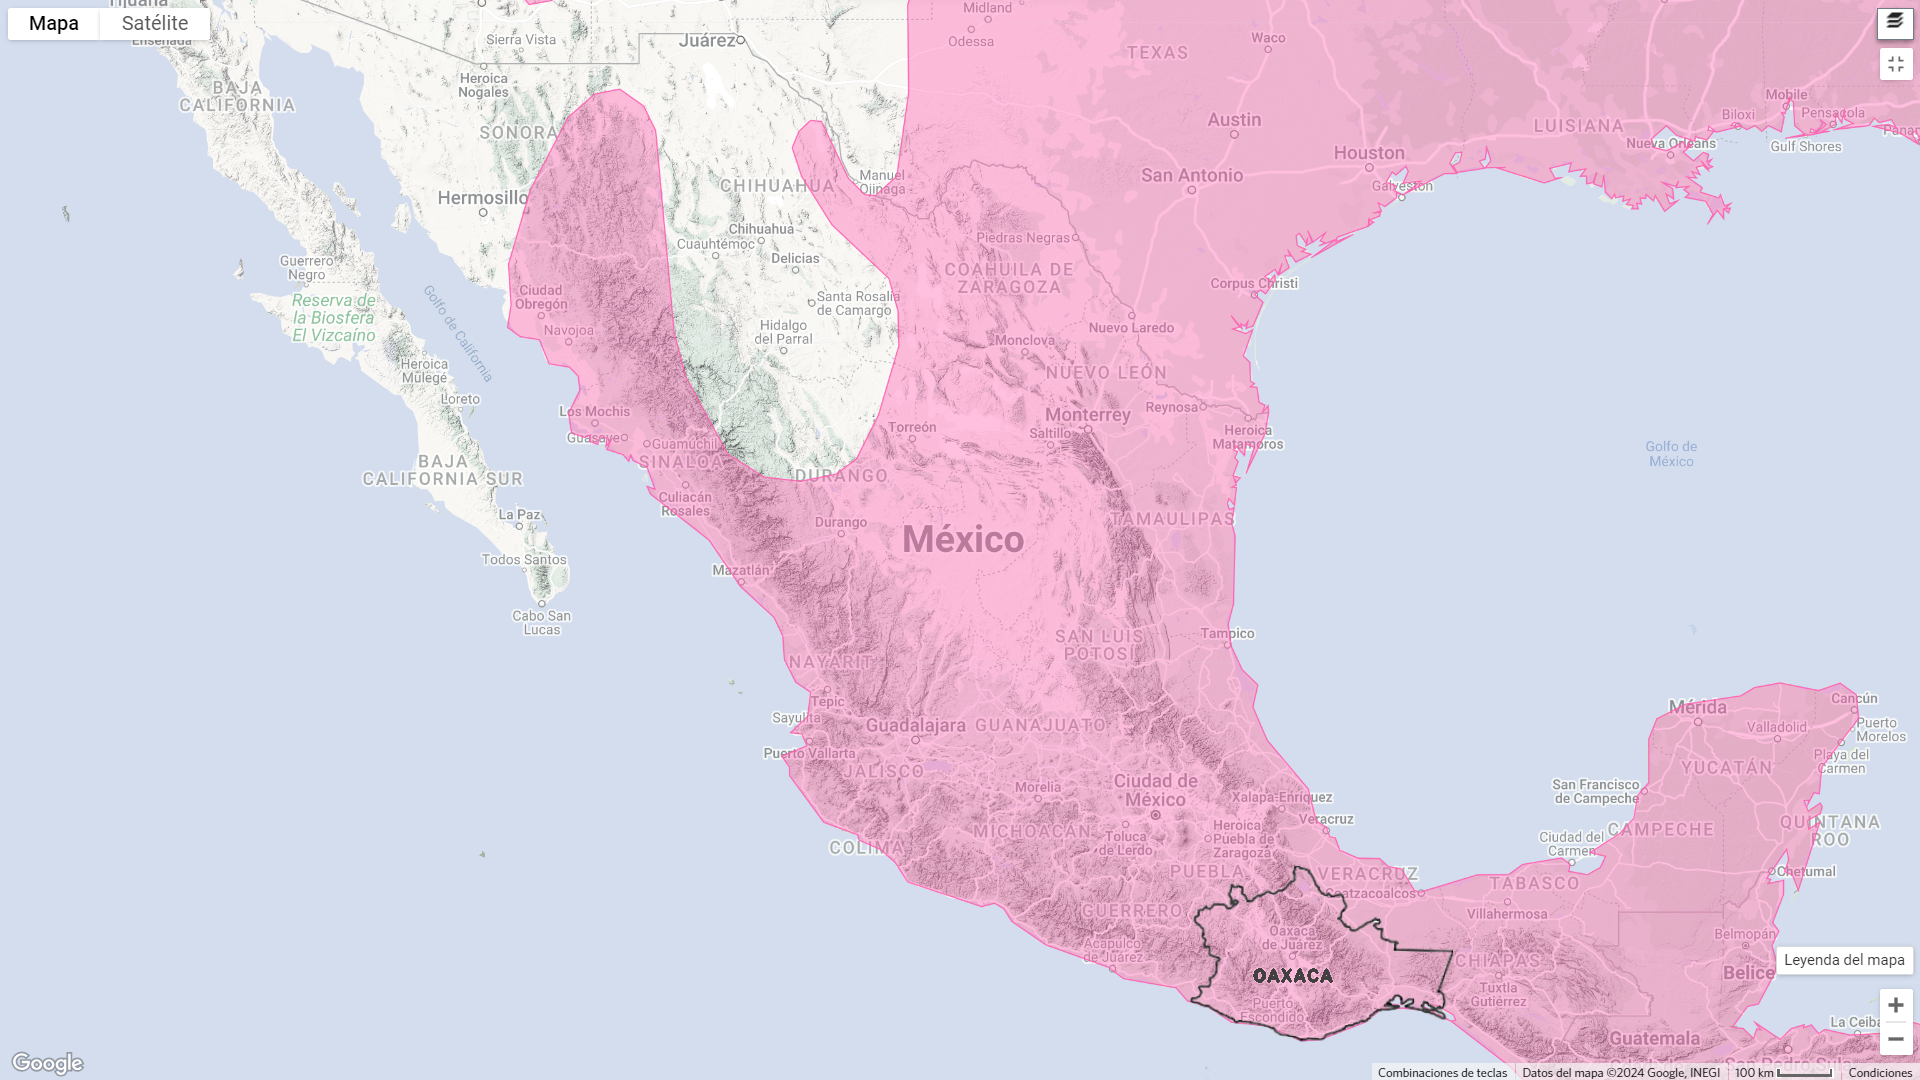 Tijuana
Mapa
Satélite
Ensenada
Sierra Vista
Juárez
Midland
Odessa
TEXAS
Waco
Heroica
Nogales
BAJA
CALIFORNIA
SONORA
Austin
LUISIANA
Mobile
Biloxi
Pensacola
Nueva Orleans
Gulf Shores
Houston
Galveston
San Antonio
CHIHUAHUA
Manuel
Ojinaga
Hermosillo
Chihuahua
Cuauhtémoc
Delicias
Piedras Negras
Guerrero
Negro
COAHUILA DE
ZARAGOZA
Corpus Christi
Reserva de
la Biosfera
El Vizcaíno
Golfo de California
Ciudad
Obregón
Navojoa
Santa Rosalía
de Camargo
Hidalgo
del Parral
Nuevo Laredo
Monclova
Heroica
Mulegé
NUEVO LEÓN
Loreto
Los Mochis
Guasave
Guamúchil
Torreón
Monterrey
Saltillo
Reynosa
Heroica
Matamoros
Golfo de
México
BAJA
CALIFORNIA SUR
SINALOA
DURANGO
Culiacán
Rosales
La Paz
Durango
México
TAMAULIPAS
Todos Santos
Mazatlán
Cabo San
Lucas
SAN LUIS
POTOSÍ
Tampico
NAYARIT
Tepic
Sayulita
Guadalajara
GUANAJUATO
Puerto Vallarta
JALISCO
Morelia
Ciudad de
México
Xalapa-Enríquez
Veracruz
Mérida
Cancún
Valladolid
Puerto
Morelos
Playa del
Carmen
YUCATÁN
San Francisco
de Campeche
MICHOACÁN
Toluca
de Lerdo
Heroica
Puebla de
Zaragoza
COLIMA
Ciudad del
Carmen
CAMPECHE
QUINTANA
ROO
PUEBLA
VERACRUZ
Coatzacoalcos
TABASCO
Chetumal
GUERRERO
Villahermosa
Acapulco
de Juárez
Oaxaca
de Juárez
OAXACA
Puerto
Escondido
CHIAPAS
Tuxtla
Gutiérrez
Belmopán
Belice
Leyenda del mapa
La Ceiba
Guatemala
San Pedro Sula
Google
Combinaciones de teclas
Datos del mapa ©2024 Google, INEGI
100 km
Condiciones